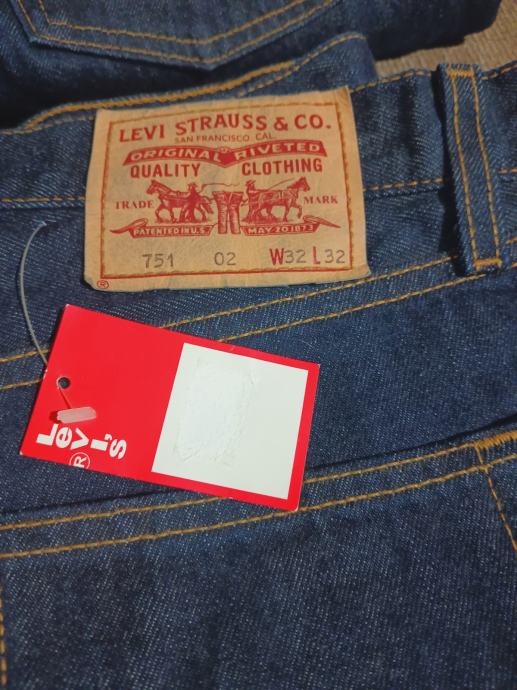 LEVI STRAUSS & CO.
SAN FRANCISCO CAL.
ORIGINAL RIVETED
QUALITY CLOTHING
TRADE MARK
PATENTED IN U.S. MAY 20 1873
751 02 W32 L32
®
Levi's
®